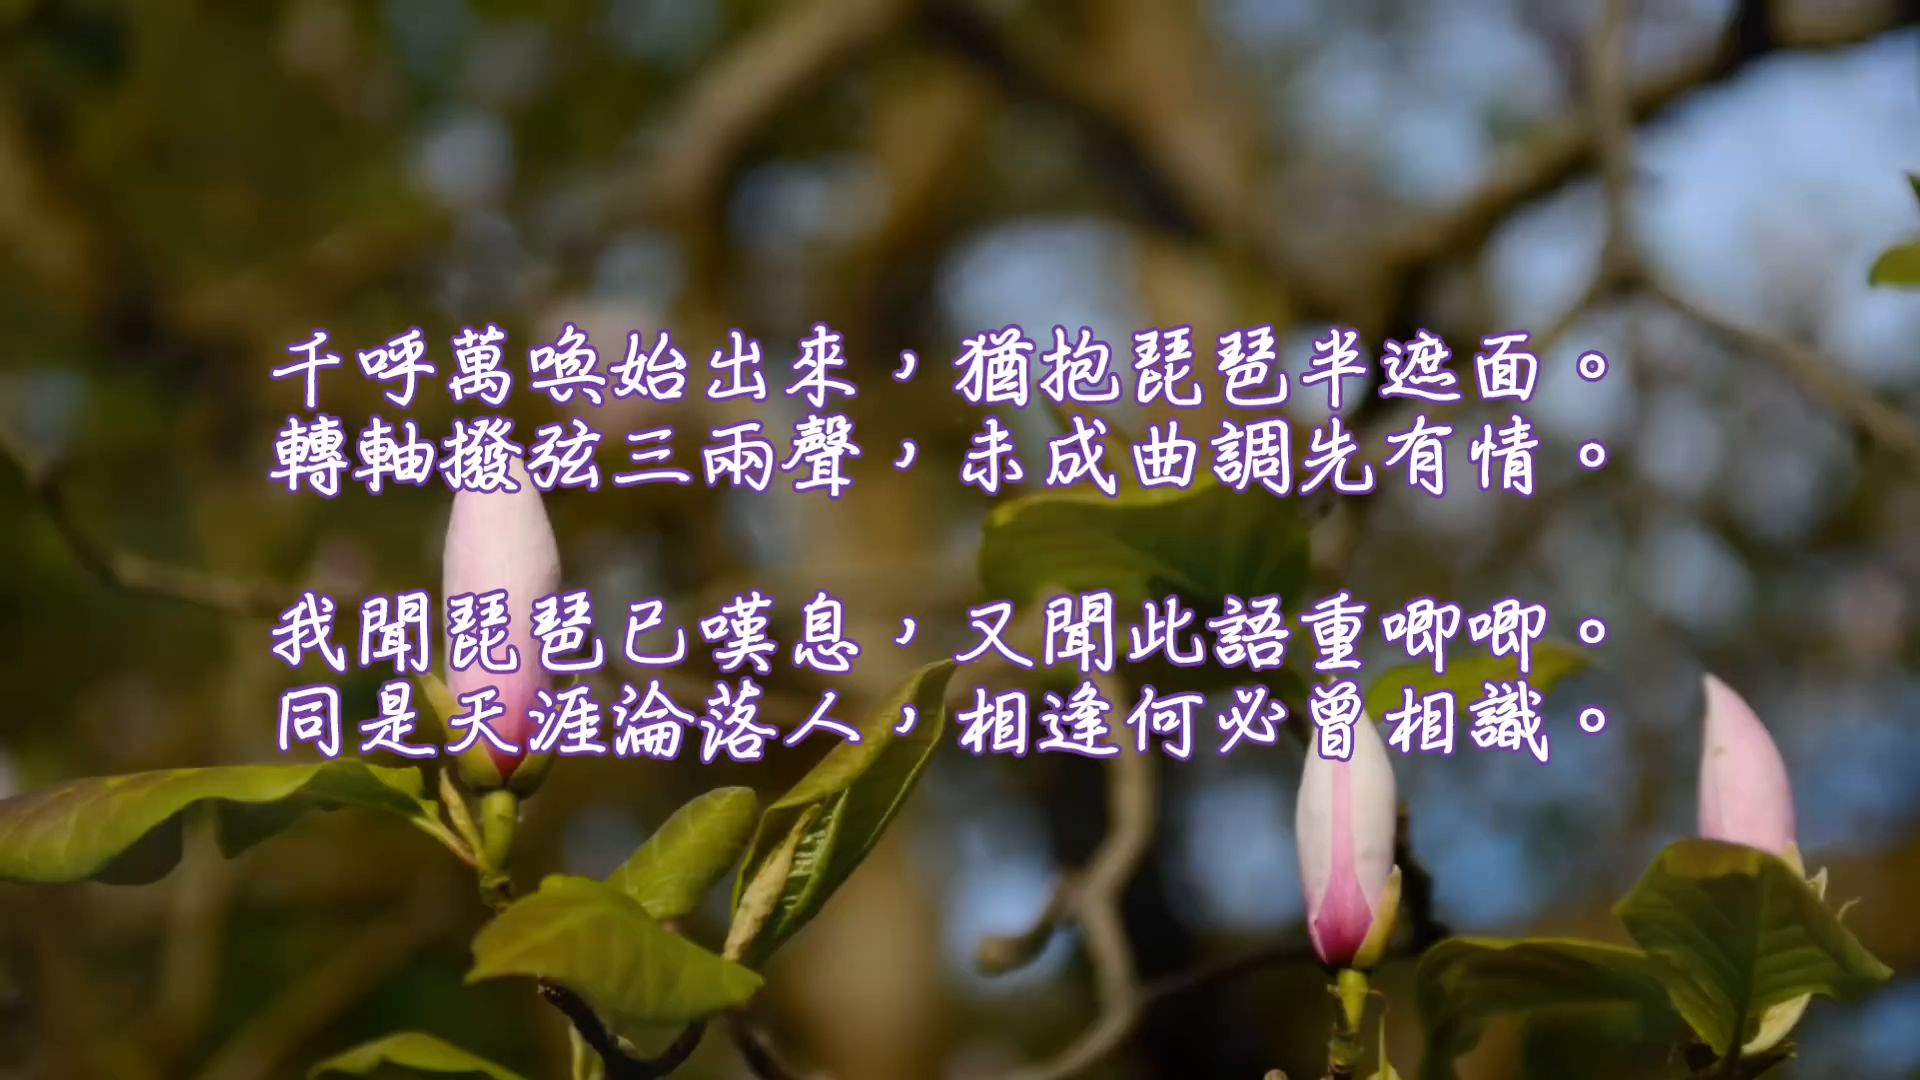 千呼萬喚始出來，猶抱琵琶半遮面。
轉軸撥弦三兩聲，未成曲調先有情。
我聞琵琶已嘆息，又聞此語重唧唧。
同是天涯淪落人，相逢何必曾相識。